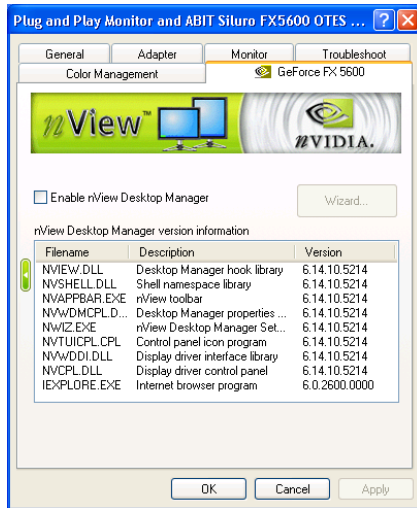 Plug and Play Monitor and ABIT Siluro FX5600 OTES ...
General Adapter Monitor Troubleshoot
Color Management GeForce FX 5600
nView™
nVIDIA.
Enable nView Desktop Manager Wizard...
nView Desktop Manager version information
Filename Description Version
NVIEW.DLL Desktop Manager hook library 6.14.10.5214
NVSHELL.DLL Shell namespace library 6.14.10.5214
NVAPPBAR.EXE nView toolbar 6.14.10.5214
NVWDMCPL.D... Desktop Manager properties ... 6.14.10.5214
NWIZ.EXE nView Desktop Manager Set... 6.14.10.5214
NVTUICPL.CPL Control panel icon program 6.14.10.5214
NVWDDI.DLL Display driver interface library 6.14.10.5214
NVCPL.DLL Display driver control panel 6.14.10.5214
IEXPLORE.EXE Internet browser program 6.0.2600.0000
OK Cancel Apply